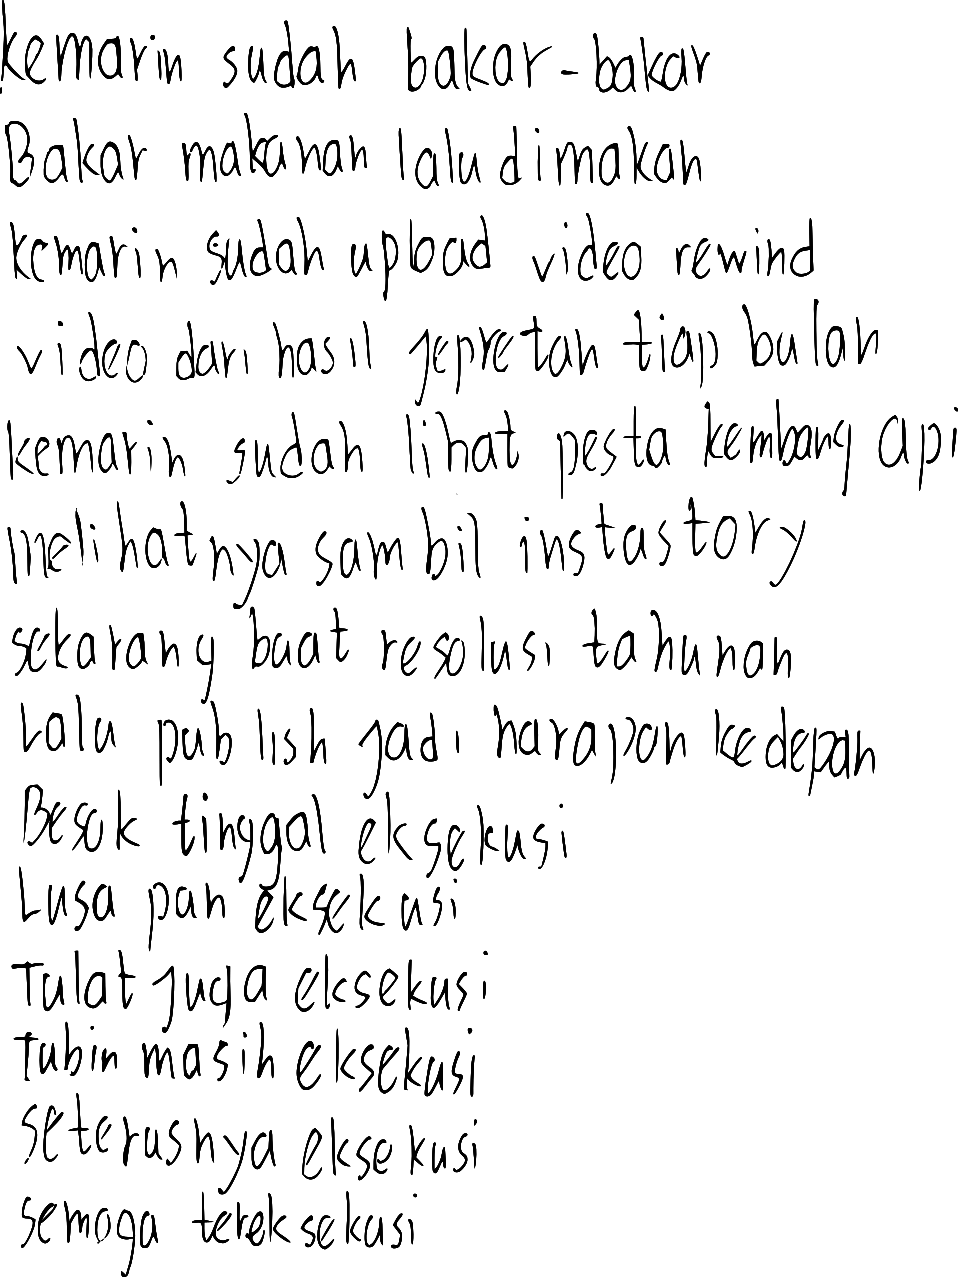 kemarin sudah bakar-bakar
Bakar makanan lalu dimakan
kemarin sudah upload video rewind
video dari hasil jepretan tiap bulan
kemarin sudah lihat pesta kembang api
melihatnya sambil instastory
sekarang buat resolusi tahunan
Lalu publish jadi harapan kedepan
Besok tinggal eksekusi
Lusa pan eksekusi
Tulat juga eksekusi
Tubin masih eksekusi
seterusnya eksekusi
semoga tereksekusi